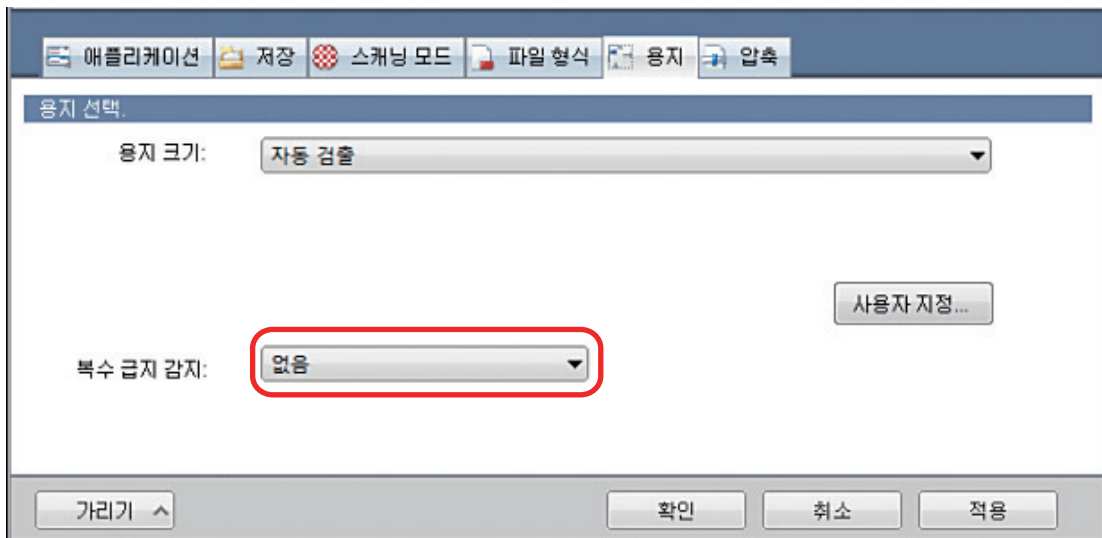 애플리케이션 저장 스캐닝 모드 파일 형식 용지 압축
용지 선택.
용지 크기: 자동 검출
사용자 지정...
복수 급지 감지: 없음
가리기 확인 취소 적용